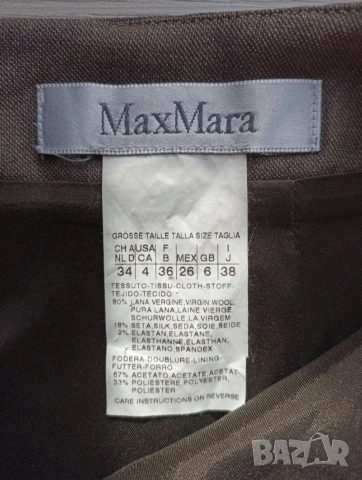 MaxMara
GRÖSSE TAILLE TALLA SIZE TAGLIA
CH A USA F I
NL D CA B MEX GB J
34 4 36 26 6 38
TESSUTO-TISSU-CLOTH-STOFF-
TEJIDO-TECIDO-
80% LANA VERGINE, VIRGIN WOOL,
PURA LANA, LAINE VIERGE,
SCHURWOLLE, LA VIRGEM
18% SETA, SILK, SEDA, SOIE, SEIDE
2% ELASTAN, ELASTANE,
ELASTHANNE, ELASTHAN,
ELASTANO, SPANDEX
FODERA-DOUBLURE-LINING-
FUTTER-FORRO
67% ACETATO, ACETATE, ACETAT
33% POLIESTERE, POLYESTER,
POLIESTER
CARE INSTRUCTIONS ON REVERSE
BAZAR